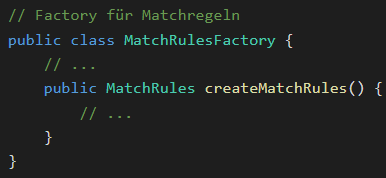 // Factory für Matchregeln
public class MatchRulesFactory {
    // ...
    public MatchRules createMatchRules() {
        // ...
    }
}